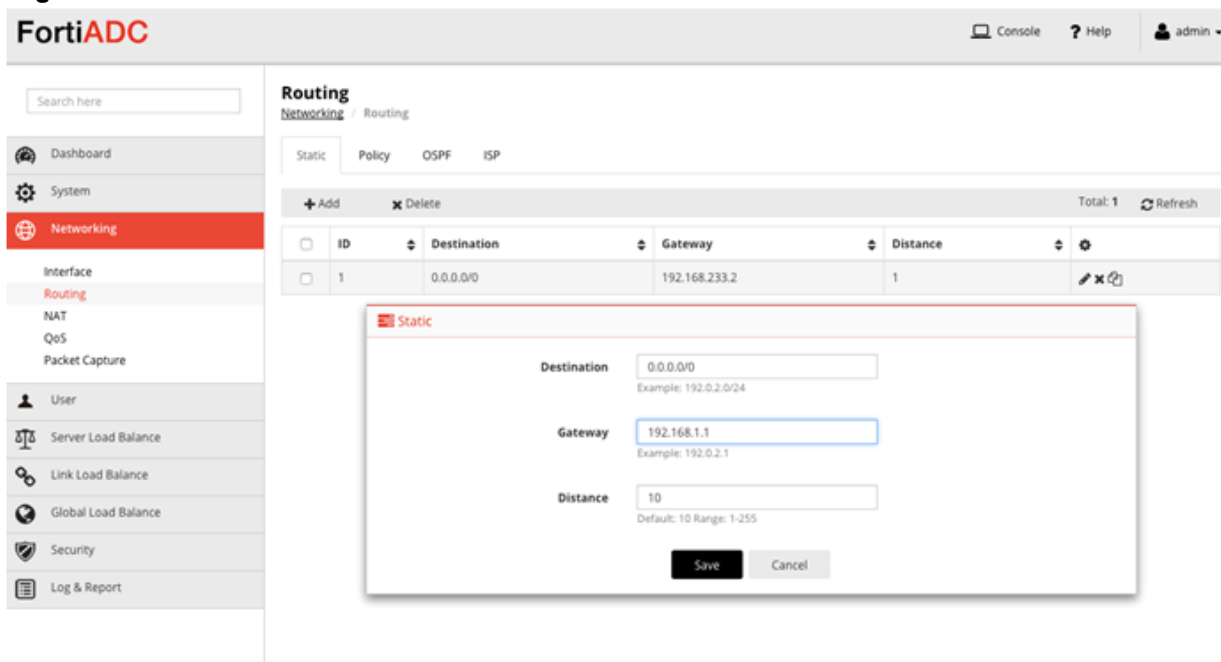 FortiADC
Console ? Help admin
Search here
Dashboard
System
Networking
Interface
Routing
NAT
QoS
Packet Capture
User
Server Load Balance
Link Load Balance
Global Load Balance
Security
Log & Report
Routing
Networking / Routing
Static Policy OSPF ISP
Add Delete Total: 1 Refresh
ID Destination Gateway Distance
1 0.0.0.0/0 192.168.233.2 1
Static
Destination 0.0.0.0/0
Example: 192.0.2.0/24
Gateway 192.168.1.1
Example: 192.0.2.1
Distance 10
Default: 10 Range: 1-255
Save Cancel